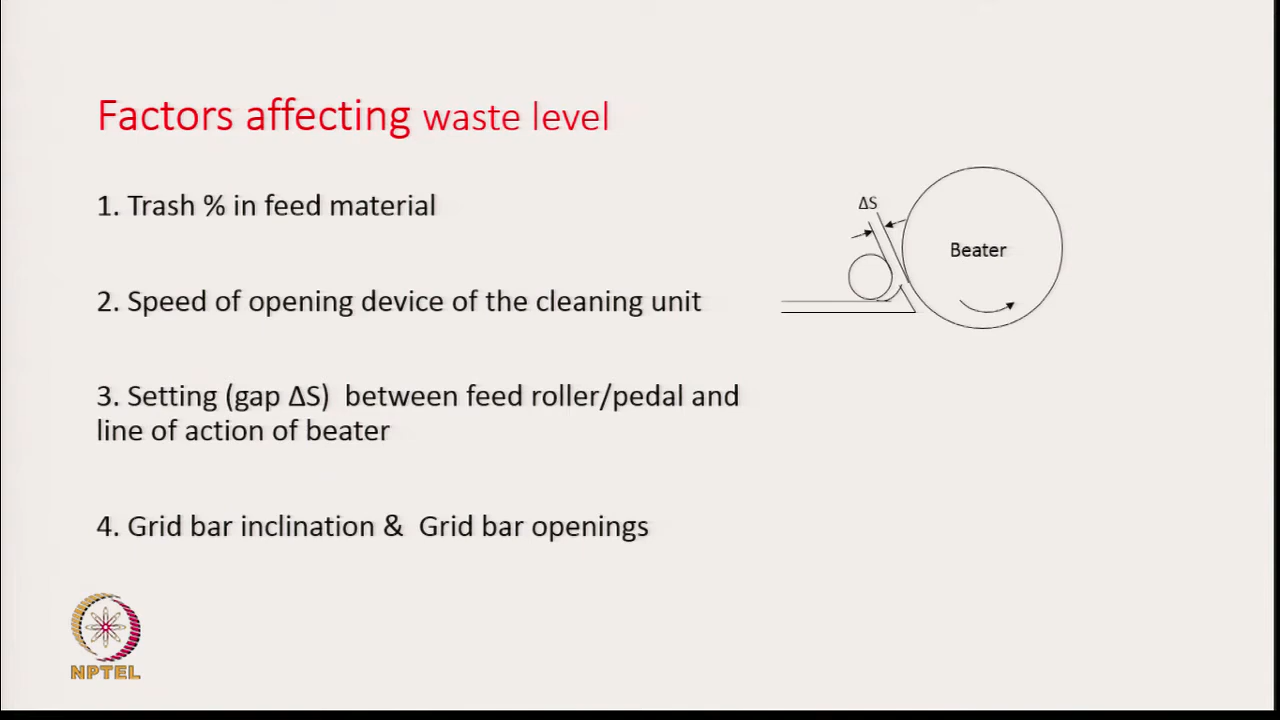 Factors affecting waste level
1. Trash % in feed material
2. Speed of opening device of the cleaning unit
3. Setting (gap ΔS) between feed roller/pedal and
line of action of beater
4. Grid bar inclination & Grid bar openings
ΔS
Beater
NPTEL